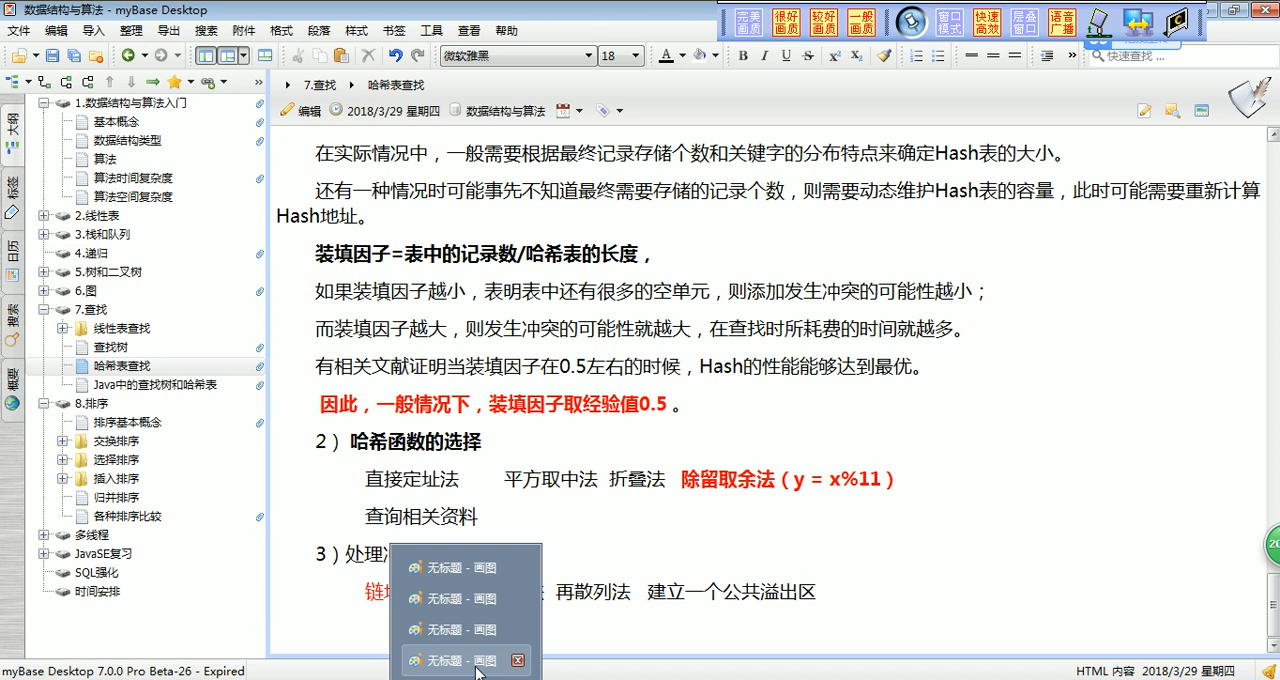 数据结构与算法 - myBase Desktop
文件 编辑 导入 整理 导出 搜索 附件 格式 段落 样式 书签 工具 查看 帮助
完美画质 很好画质 较好画质 一般画质 窗口模式 快速高效 层叠窗口 语音广播
微软雅黑 18
B I U S X² X₂
快速查找 ...
大纲
标签
日历
搜索
概要
1.数据结构与算法入门
基本概念
数据结构类型
算法
算法时间复杂度
算法空间复杂度
2.线性表
3.栈和队列
4.递归
5.树和二叉树
6.图
7.查找
线性表查找
查找树
哈希表查找
Java中的查找树和哈希表
8.排序
排序基本概念
交换排序
选择排序
插入排序
归并排序
各种排序比较
多线程
JavaSE复习
SQL强化
时间安排
7.查找 哈希表查找
编辑 2018/3/29 星期四 数据结构与算法
在实际情况中，一般需要根据最终记录存储个数和关键字的分布特点来确定Hash表的大小。
还有一种情况时可能事先不知道最终需要存储的记录个数，则需要动态维护Hash表的容量，此时可能需要重新计算
Hash地址。
装填因子=表中的记录数/哈希表的长度，
如果装填因子越小，表明表中还有很多的空单元，则添加发生冲突的可能性越小；
而装填因子越大，则发生冲突的可能性就越大，在查找时所耗费的时间就越多。
有相关文献证明当装填因子在0.5左右的时候，Hash的性能能够达到最优。
因此，一般情况下，装填因子取经验值0.5 。
2） 哈希函数的选择
直接定址法 平方取中法 折叠法 除留取余法（y = x%11）
查询相关资料
3）处理
链 再散列法 建立一个公共溢出区
无标题 - 画图
无标题 - 画图
无标题 - 画图
无标题 - 画图
20
myBase Desktop 7.0.0 Pro Beta-26 - Expired
HTML 内容 2018/3/29 星期四